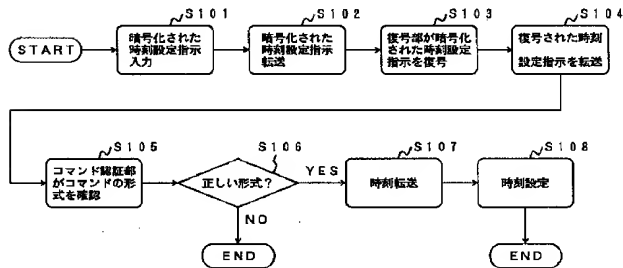 S101
S102
S103
S104
START
暗号化された
時刻設定指示
入力
暗号化された
時刻設定指示
転送
復号部が暗号化
された時刻設定
指示を復号
復号された時刻
設定指示を転送
S105
S106
S107
S108
コマンド認証部
がコマンドの形
式を確認
正しい形式?
YES
時刻転送
時刻設定
NO
END
END